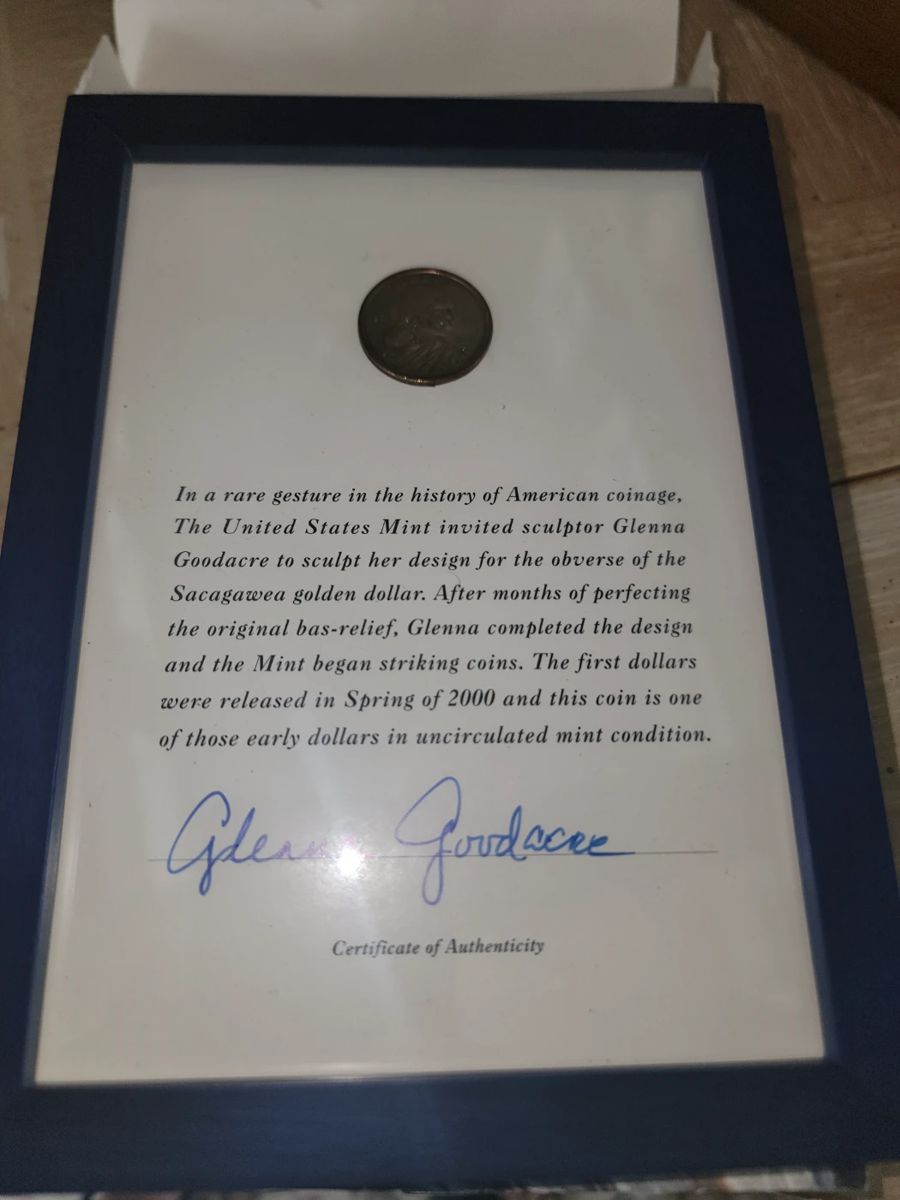 In a rare gesture in the history of American coinage,
The United States Mint invited sculptor Glenna
Goodacre to sculpt her design for the obverse of the
Sacagawea golden dollar. After months of perfecting
the original bas-relief, Glenna completed the design
and the Mint began striking coins. The first dollars
were released in Spring of 2000 and this coin is one
of those early dollars in uncirculated mint condition.
Glenna Goodacre
Certificate of Authenticity